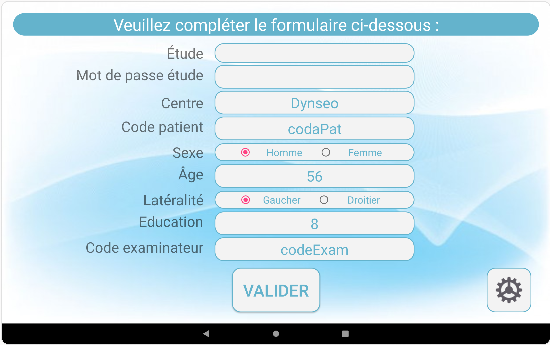 Veuillez compléter le formulaire ci-dessous :
Étude
Mot de passe étude
Centre Dynseo
Code patient codaPat
Sexe Homme Femme
Âge 56
Latéralité Gaucher Droitier
Education 8
Code examinateur codeExam
VALIDER